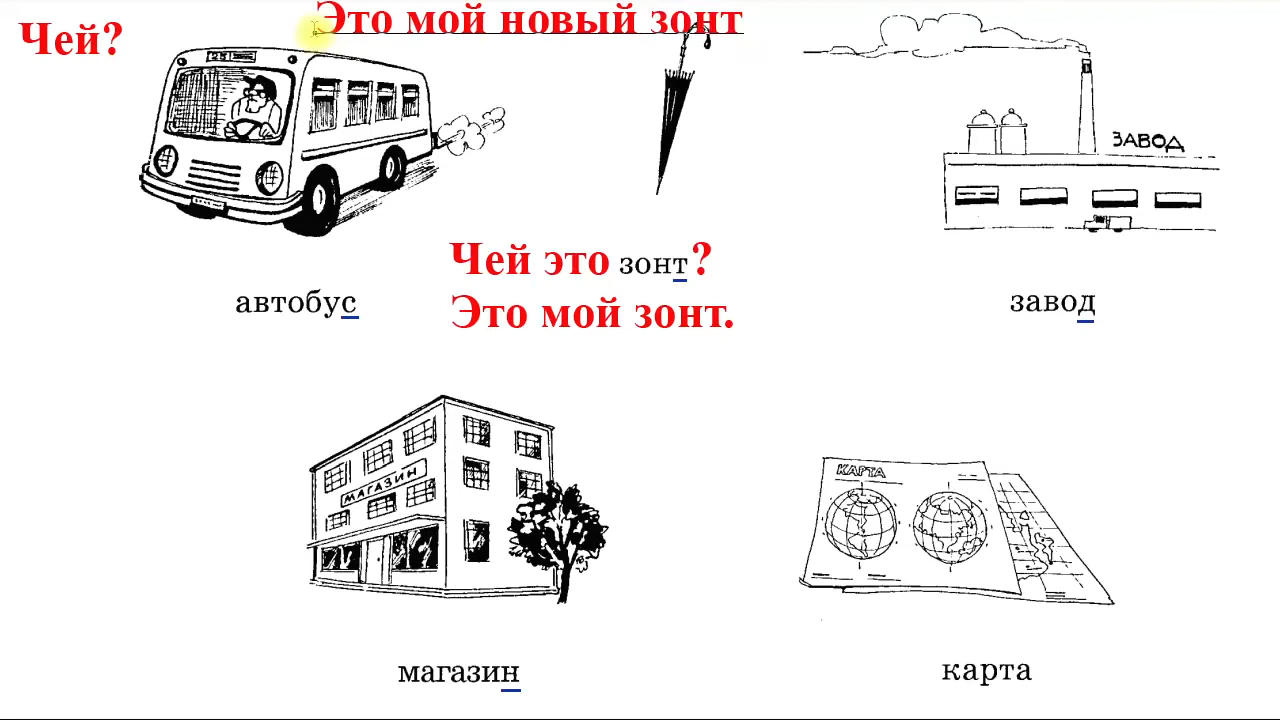 Это мой новый зонт
Чей?
ЗАВОД
Чей это зонт?
автобус
Это мой зонт.
завод
МАГАЗИН
КАРТА
магазин
карта